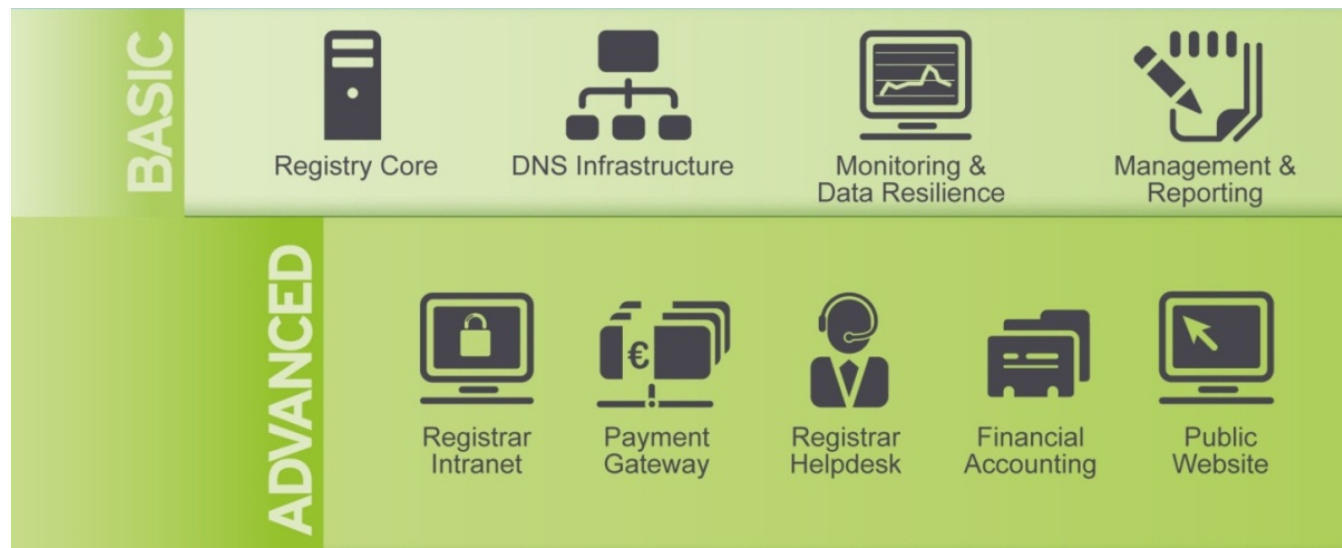 BASIC
Registry Core
DNS Infrastructure
Monitoring &
Data Resilience
Management &
Reporting
ADVANCED
Registrar
Intranet
€
Payment
Gateway
Registrar
Helpdesk
Financial
Accounting
Public
Website